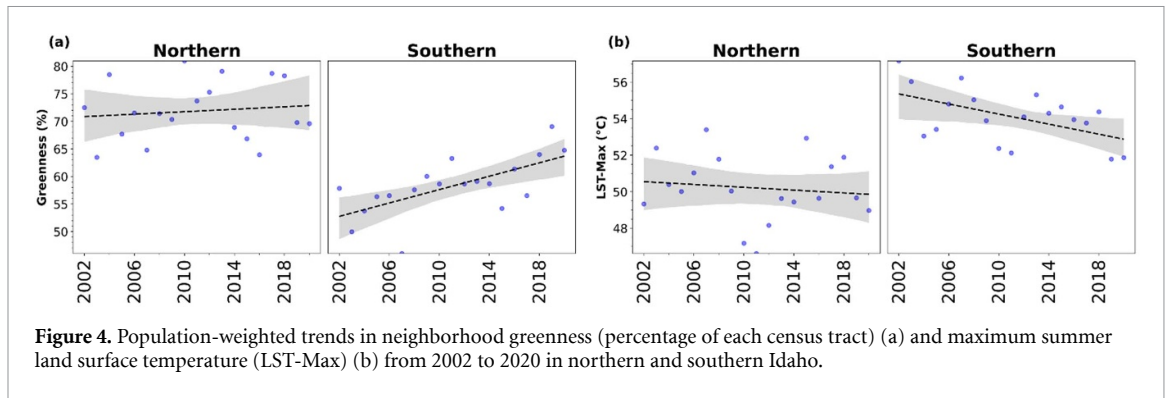 (a) Northern Southern (b) Northern Southern
Greenness (%)
80
75
70
65
60
55
50
2002 2006 2010 2014 2018
2002 2006 2010 2014 2018
LST-Max (°C)
56
54
52
50
48
2002 2006 2010 2014 2018
2002 2006 2010 2014 2018
Figure 4. Population-weighted trends in neighborhood greenness (percentage of each census tract) (a) and maximum summer
land surface temperature (LST-Max) (b) from 2002 to 2020 in northern and southern Idaho.